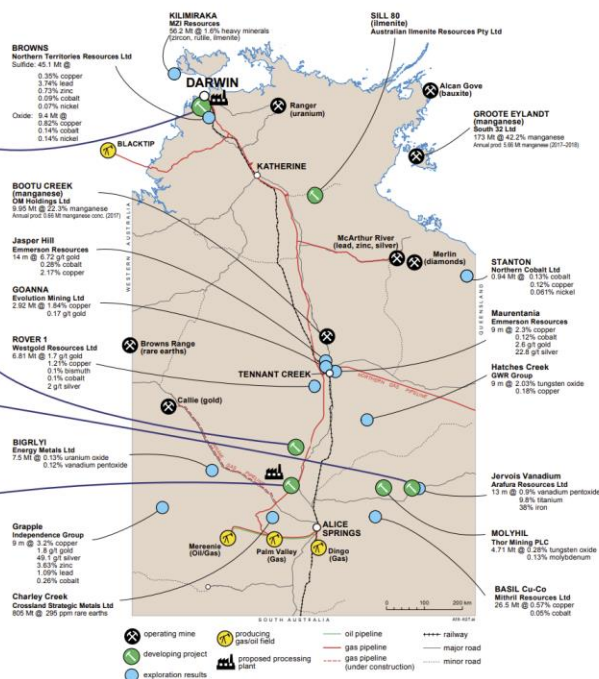 KILIMIRAKA
MZI Resources
56.2 Mt @ 1.6% heavy minerals
(zircon, rutile, ilmenite)
SILL 80
(ilmenite)
Australian Ilmenite Resources Pty Ltd
BROWNS
Northern Territories Resources Ltd
Sulfide: 45.1 Mt @
0.35% copper
3.74% lead
0.73% zinc
0.09% cobalt
0.07% nickel
Oxide: 9.4 Mt @
0.82% copper
0.14% cobalt
0.14% nickel
DARWIN
Ranger
(uranium)
Alcan Gove
(bauxite)
GROOTE EYLANDT
(manganese)
South 32 Ltd
173 Mt @ 42.2% manganese
Annual prod: 5.66 Mt manganese (2017–2018)
BLACKTIP
KATHERINE
BOOTU CREEK
(manganese)
OM Holdings Ltd
9.95 Mt @ 22.3% manganese
Annual prod: 0.66 Mt manganese conc. (2017)
WESTERN AUSTRALIA
QUEENSLAND
McArthur River
(lead, zinc, silver)
Merlin
(diamonds)
Jasper Hill
Emmerson Resources
14 m @ 6.72 g/t gold
0.26% cobalt
2.17% copper
STANTON
Northern Cobalt Ltd
0.94 Mt @ 0.13% cobalt
0.12% copper
0.061% nickel
GOANNA
Evolution Mining Ltd
2.92 Mt @ 1.84% copper
0.17 g/t gold
Maurentania
Emmerson Resources
9 m @ 2.3% copper
0.12% cobalt
2.6 g/t gold
22.8 g/t silver
ROVER 1
Westgold Resources Ltd
6.81 Mt @ 1.7 g/t gold
1.21% copper
0.1% bismuth
0.1% cobalt
2 g/t silver
Browns Range
(rare earths)
TENNANT CREEK
NORTHERN GAS PIPELINE
Hatches Creek
GWR Group
9 m @ 2.03% tungsten oxide
0.18% copper
Callie (gold)
GAS PIPELINE
BIGRLYI
Energy Metals Ltd
7.5 Mt @ 0.13% uranium oxide
0.12% vanadium pentoxide
Jervois Vanadium
Arafura Resources Ltd
13 m @ 0.9% vanadium pentoxide
9.8% titanium
38% iron
Grapple
Independence Group
9 m @ 3.2% copper
1.8 g/t gold
49.1 g/t silver
3.63% zinc
1.09% lead
0.26% cobalt
ALICE
SPRINGS
Mereenie
(Oil/Gas)
Palm Valley
(Gas)
Dingo
(Gas)
MOLYHIL
Thor Mining PLC
4.71 Mt @ 0.28% tungsten oxide
0.13% molybdenum
BASIL Cu-Co
Mithril Resources Ltd
26.5 Mt @ 0.57% copper
0.05% cobalt
Charley Creek
Crossland Strategic Metals Ltd
805 Mt @ 295 ppm rare earths
0 100 200 km
SOUTH AUSTRALIA
operating mine
developing project
exploration results
producing
gas/oil field
proposed processing
plant
oil pipeline
gas pipeline
gas pipeline
(under construction)
railway
major road
minor road